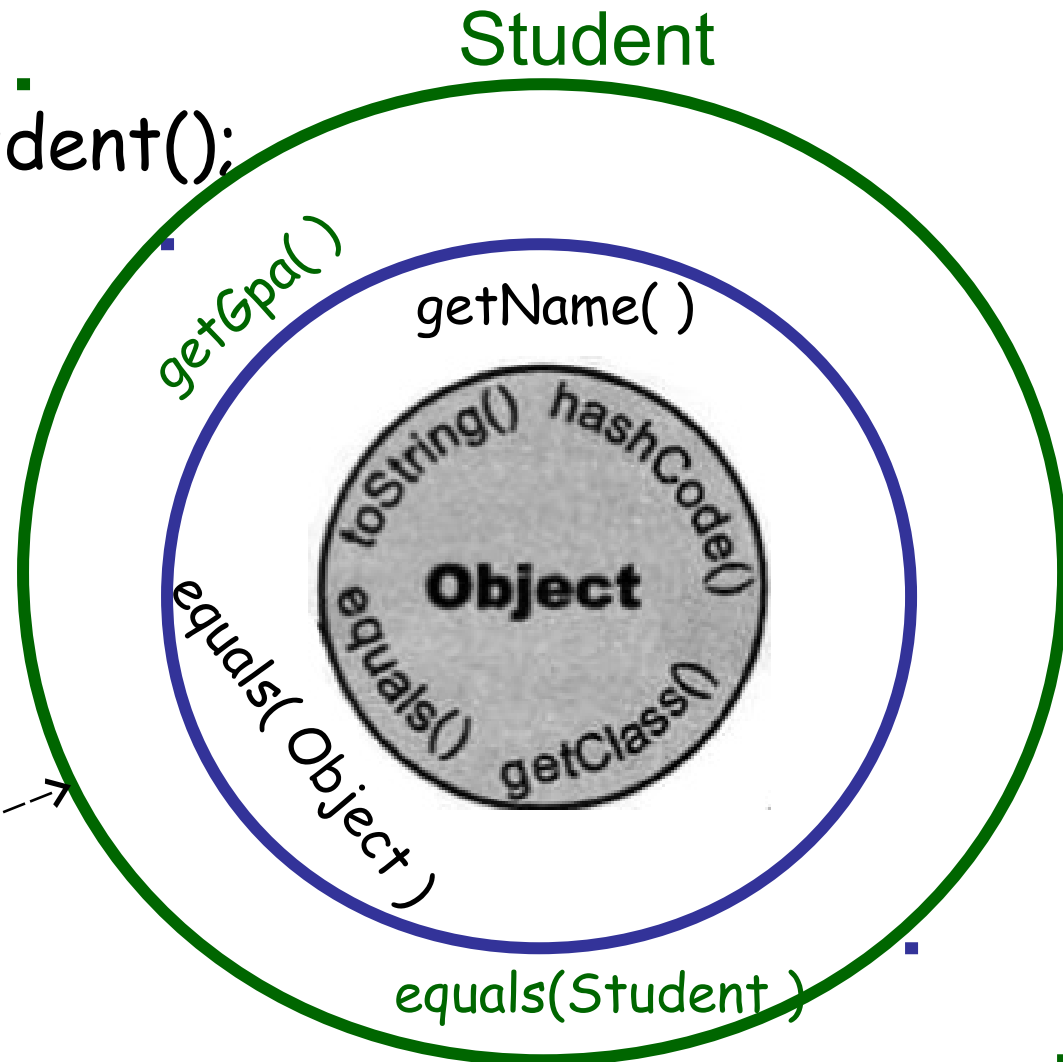 Student
dent();
getGpa( )
getName( )
toString()
hashCode()
Object
equals()
getClass()
equals( Object )
equals(Student )